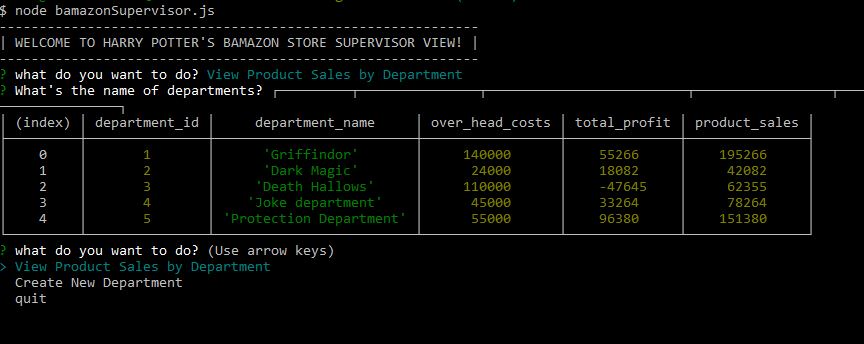 $ node bamazonSupervisor.js
| WELCOME TO HARRY POTTER'S BAMAZON STORE SUPERVISOR VIEW! |
? what do you want to do? View Product Sales by Department
? What's the name of departments?
(index) department_id department_name over_head_costs total_profit product_sales
0 1 'Griffindor' 140000 55266 195266
1 2 'Dark Magic' 24000 18082 42082
2 3 'Death Hallows' 110000 -47645 62355
3 4 'Joke department' 45000 33264 78264
4 5 'Protection Department' 55000 96380 151380
? what do you want to do? (Use arrow keys)
> View Product Sales by Department
Create New Department
quit